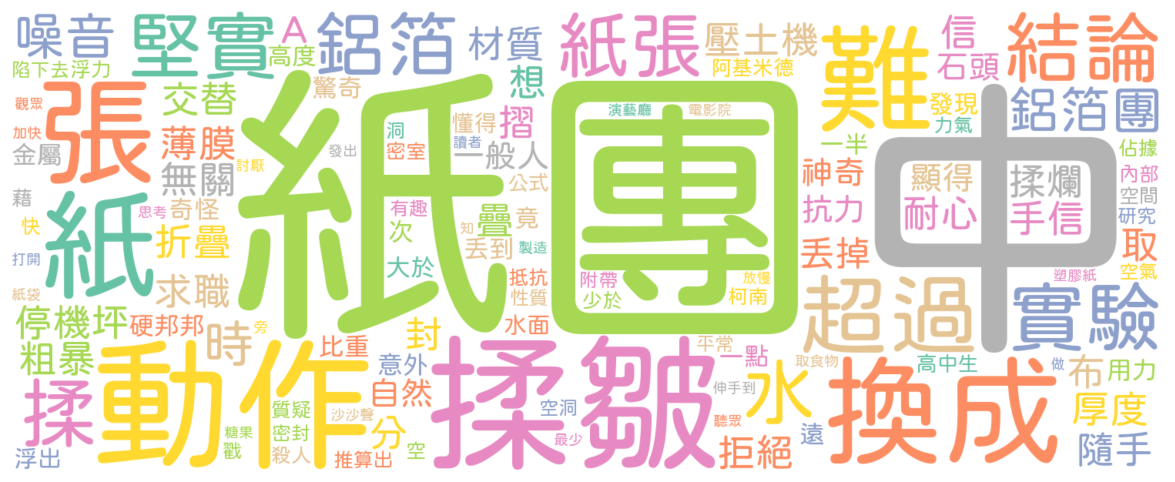 噪音
堅實
A
高度
鋁箔
材質
紙張
壓土機
阿基米德
難
信
石頭
結論
陷下去浮力
觀眾
張
交替
驚奇
想
演藝廳
電影院
發現
力氣
鋁箔團
加快
金屬
薄膜
無關
發出
討厭
洞
密室
懂得
讀者
摺
一般人
紙團
一半
中
佔據
藉
快
紙
思考
奇怪
折疊
有趣
次
公式
疊
竟
知
丟到
製造
神奇
抗力
顯得
耐心
揉爛
手信
內部
空間
研究
打開
紙袋
求職
大於
抵抗
性質
附帶
少於
放慢
柯南
丟掉
取
空氣
塑膠紙
停機坪
硬邦邦
旁
時
封
水面
超過
實驗
粗暴
動作
比重
意外
揉皺
平常
一點
取食物
高中生
做
布
用力
揉
自然
伸手到
水
換成
厚度
質疑
沙沙聲
空洞
糖果
密封
分
聽眾
遠
浮出
戳
殺人
推算出
空
最少
拒絕
隨手